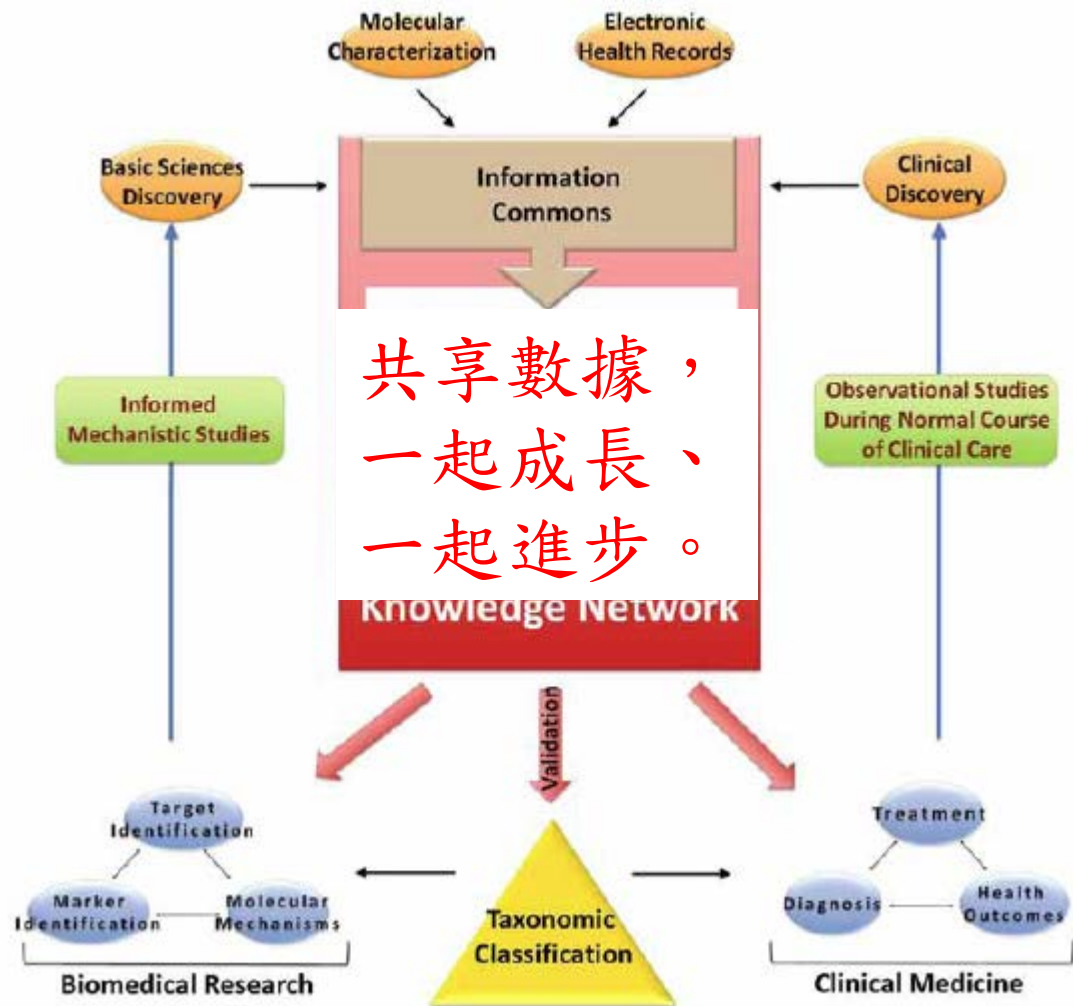 Molecular
Characterization
Electronic
Health Records
Basic Sciences
Discovery
Information
Commons
Clinical
Discovery
共享數據，
一起成長、
一起進步。
Informed
Mechanistic Studies
Observational Studies
During Normal Course
of Clinical Care
Knowledge Network
Validation
Target
Identification
Marker
Identification
Molecular
Mechanisms
Biomedical Research
Taxonomic
Classification
Treatment
Diagnosis
Health
Outcomes
Clinical Medicine